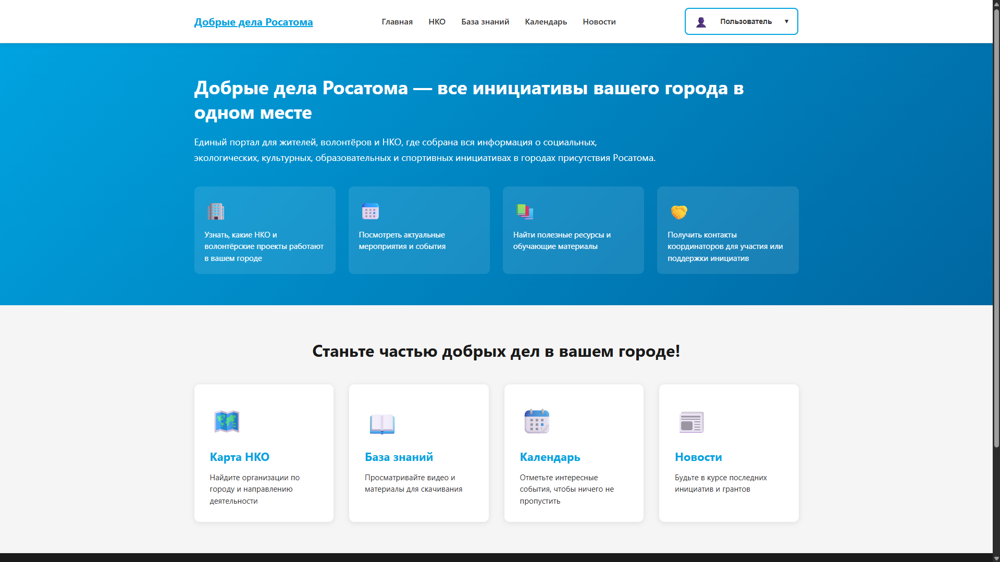 Добрые дела Росатома
Главная
НКО
База знаний
Календарь
Новости
Пользователь ▼
Добрые дела Росатома — все инициативы вашего города в
одном месте
Единый портал для жителей, волонтёров и НКО, где собрана вся информация о социальных,
экологических, культурных, образовательных и спортивных инициативах в городах присутствия Росатома.
Узнать, какие НКО и
волонтёрские проекты работают
в вашем городе
Посмотреть актуальные
мероприятия и события
Найти полезные ресурсы и
обучающие материалы
Получить контакты
координаторов для участия или
поддержки инициатив
Станьте частью добрых дел в вашем городе!
Карта НКО
Найдите организации по
городу и направлению
деятельности
База знаний
Просматривайте видео и
материалы для скачивания
Календарь
Отметьте интересные
события, чтобы ничего не
пропустить
Новости
Будьте в курсе последних
инициатив и грантов